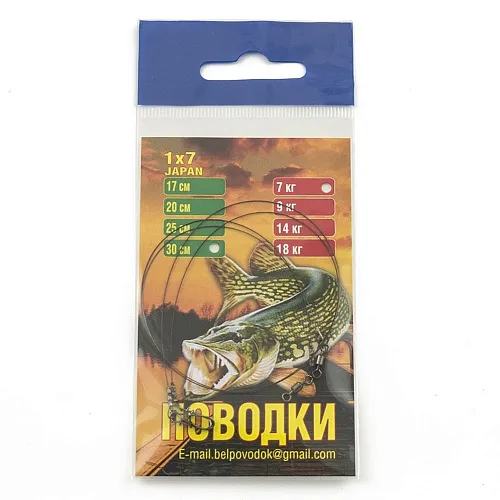 1x7
JAPAN
17 см
7 кг
20 см
9 кг
25 см
14 кг
30 см
18 кг
ПОВОДКИ
E-mail.belpovodok@gmail.com